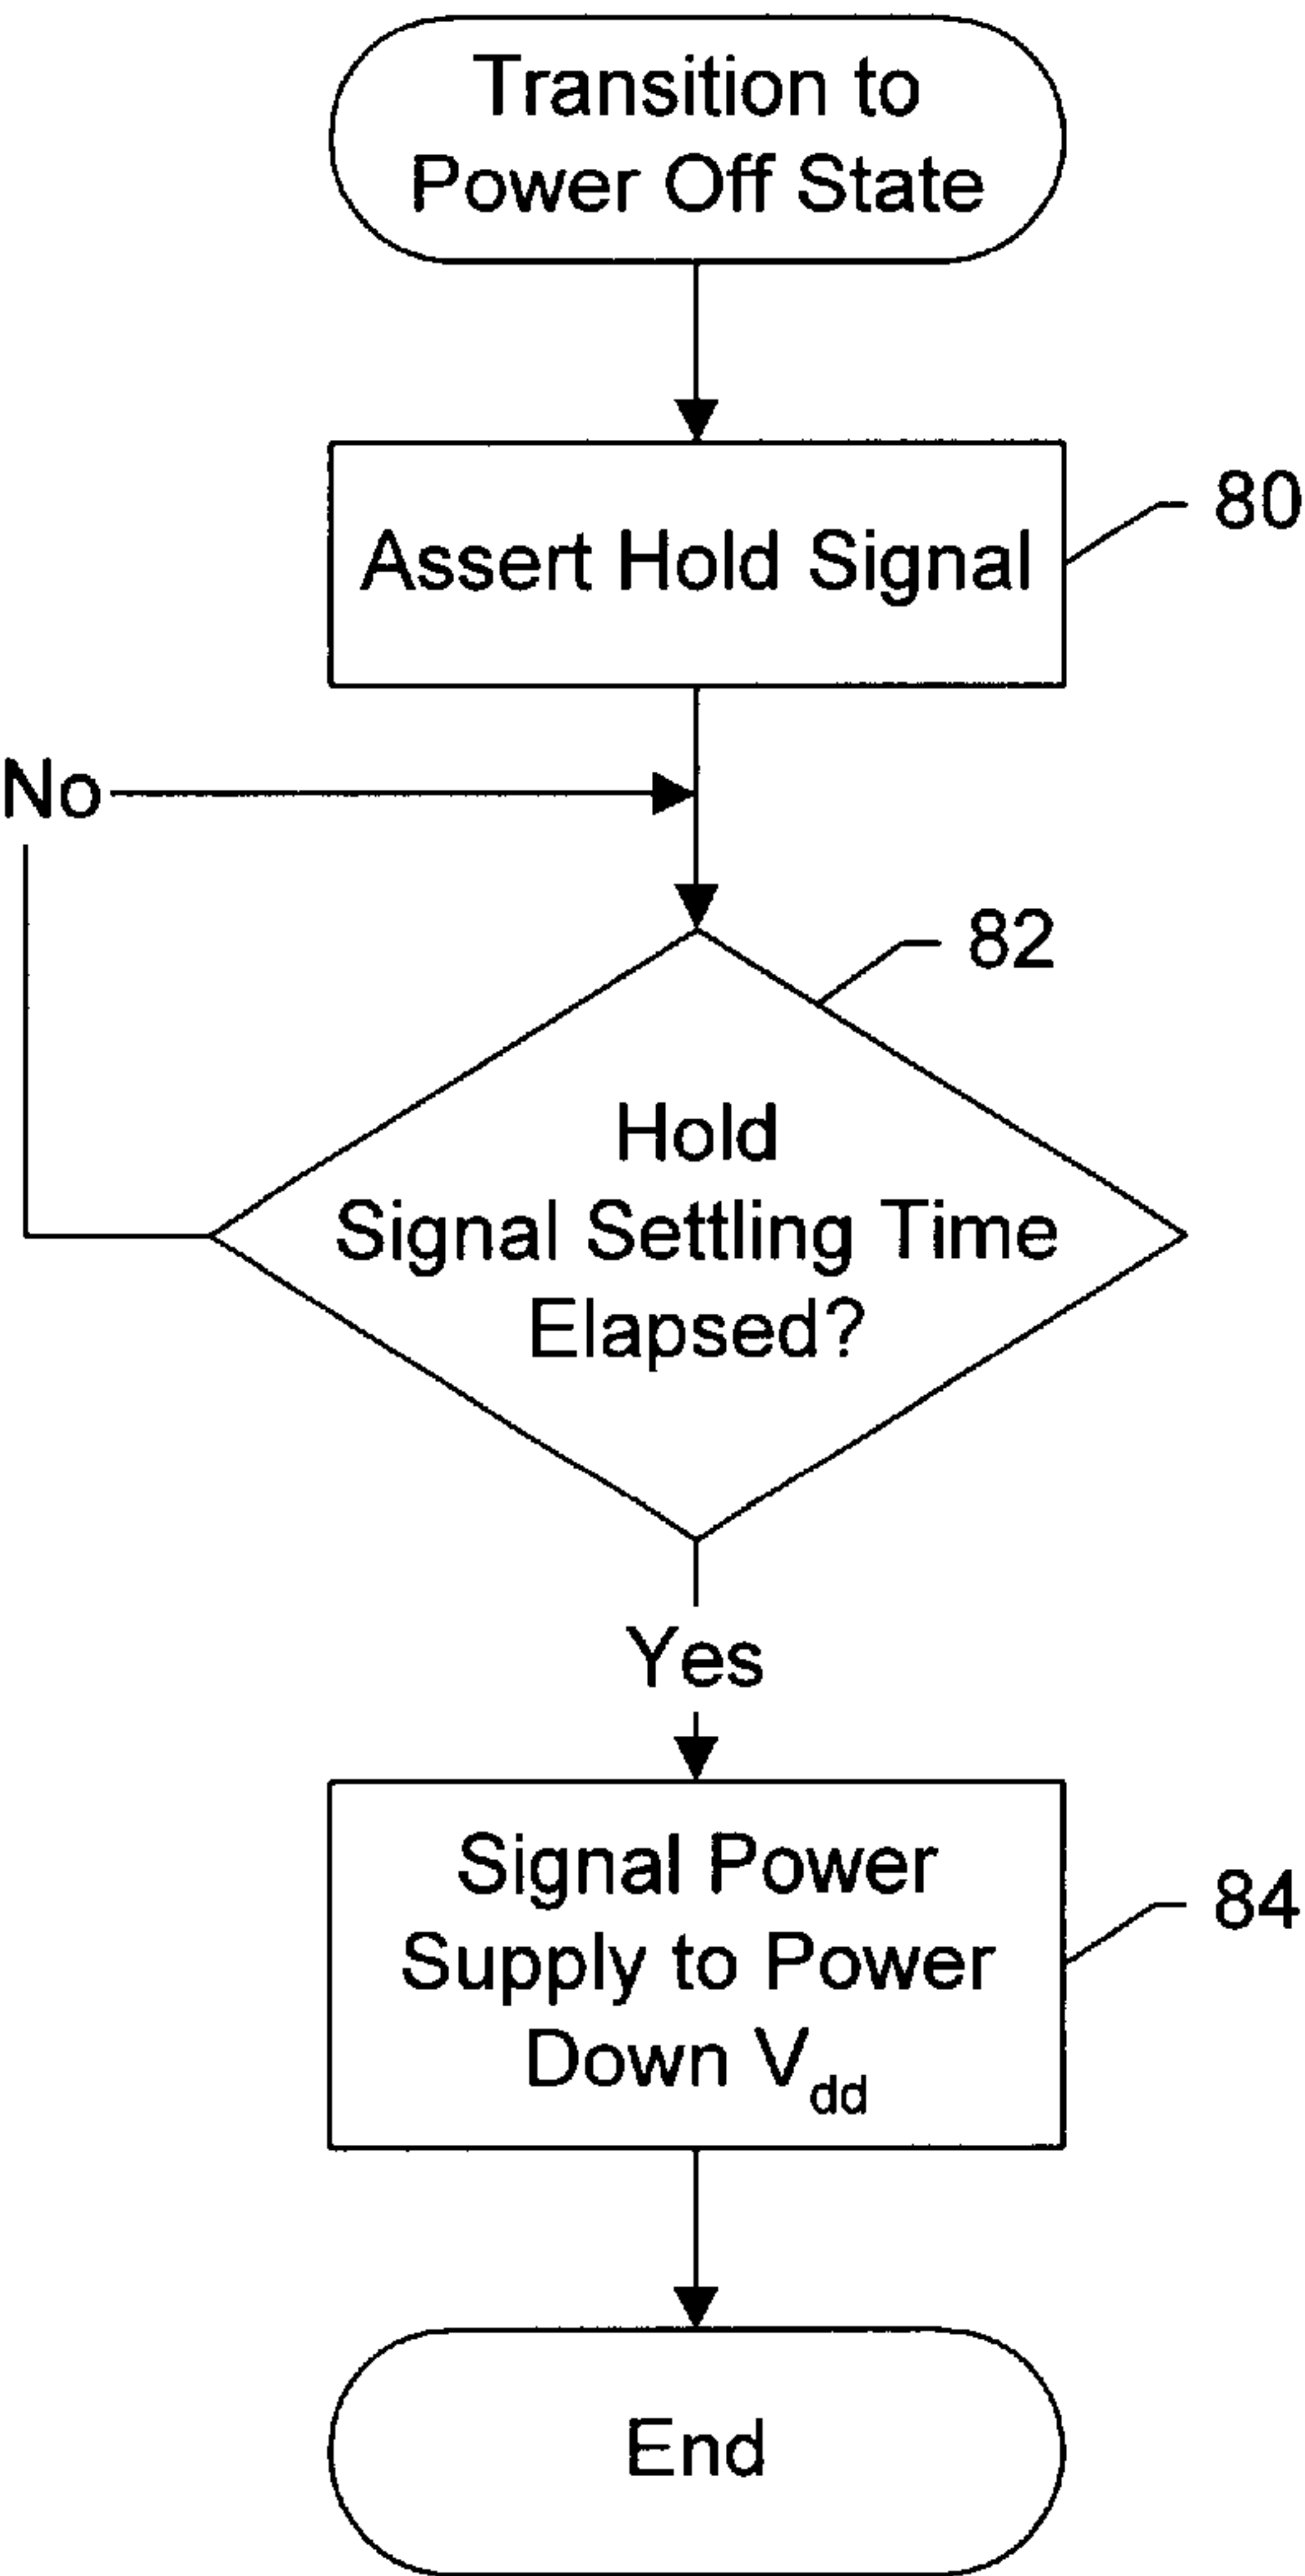 Transition to
Power Off State
Assert Hold Signal
80
No
82
Hold
Signal Settling Time
Elapsed?
Yes
Signal Power
Supply to Power
Down Vdd
84
End